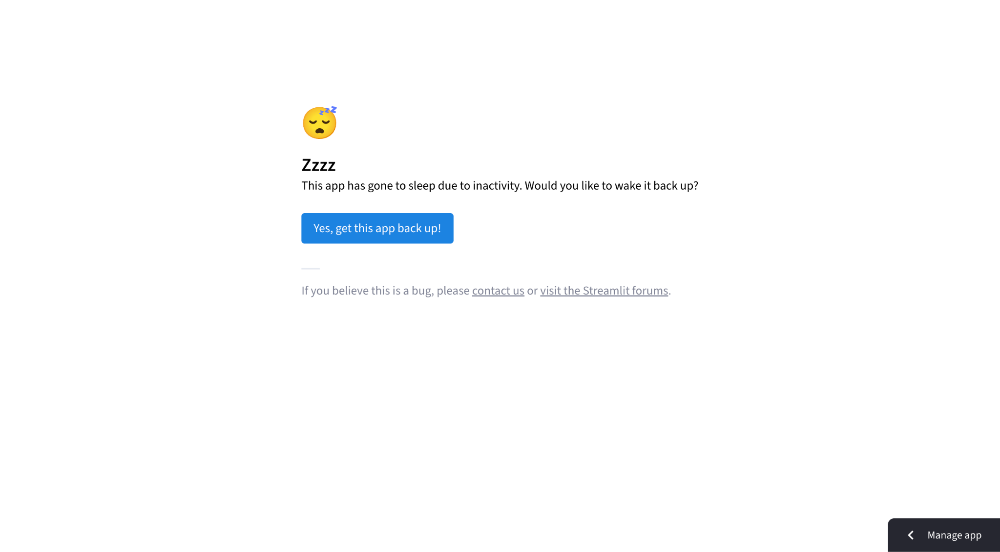 Zzzz
This app has gone to sleep due to inactivity. Would you like to wake it back up?
Yes, get this app back up!
If you believe this is a bug, please contact us or visit the Streamlit forums.
Manage app